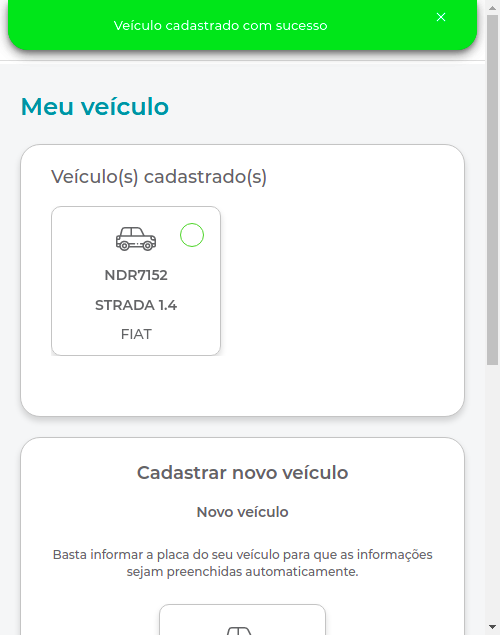 Veículo cadastrado com sucesso
Meu veículo
Veículo(s) cadastrado(s)
NDR7152
STRADA 1.4
FIAT
Cadastrar novo veículo
Novo veículo
Basta informar a placa do seu veículo para que as informações
sejam preenchidas automaticamente.